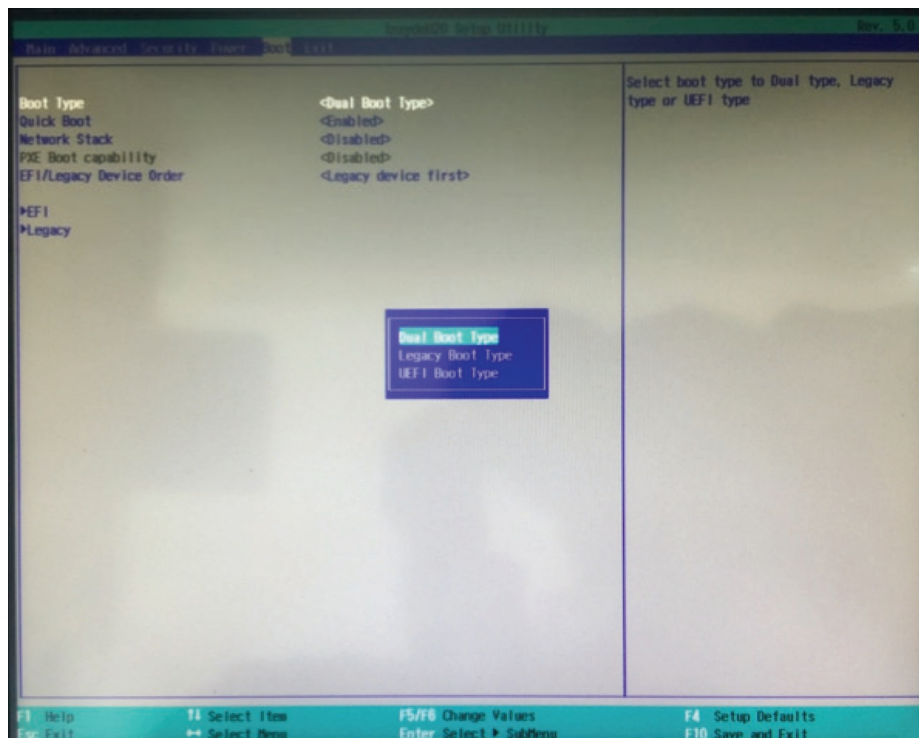 InsydeH20 Setup Utility Rev. 5.0
Main Advanced Security Power Boot Exit
Boot Type <Dual Boot Type>
Quick Boot <Enabled>
Network Stack <Disabled>
PXE Boot capability <Disabled>
EFI/Legacy Device Order <Legacy device first>
▶EFI
▶Legacy
Select boot type to Dual type, Legacy
type or UEFI type
Dual Boot Type
Legacy Boot Type
UEFI Boot Type
F1 Help ↑↓ Select Item F5/F6 Change Values F4 Setup Defaults
Esc Exit ↔ Select Menu Enter Select ▶ SubMenu F10 Save and Exit